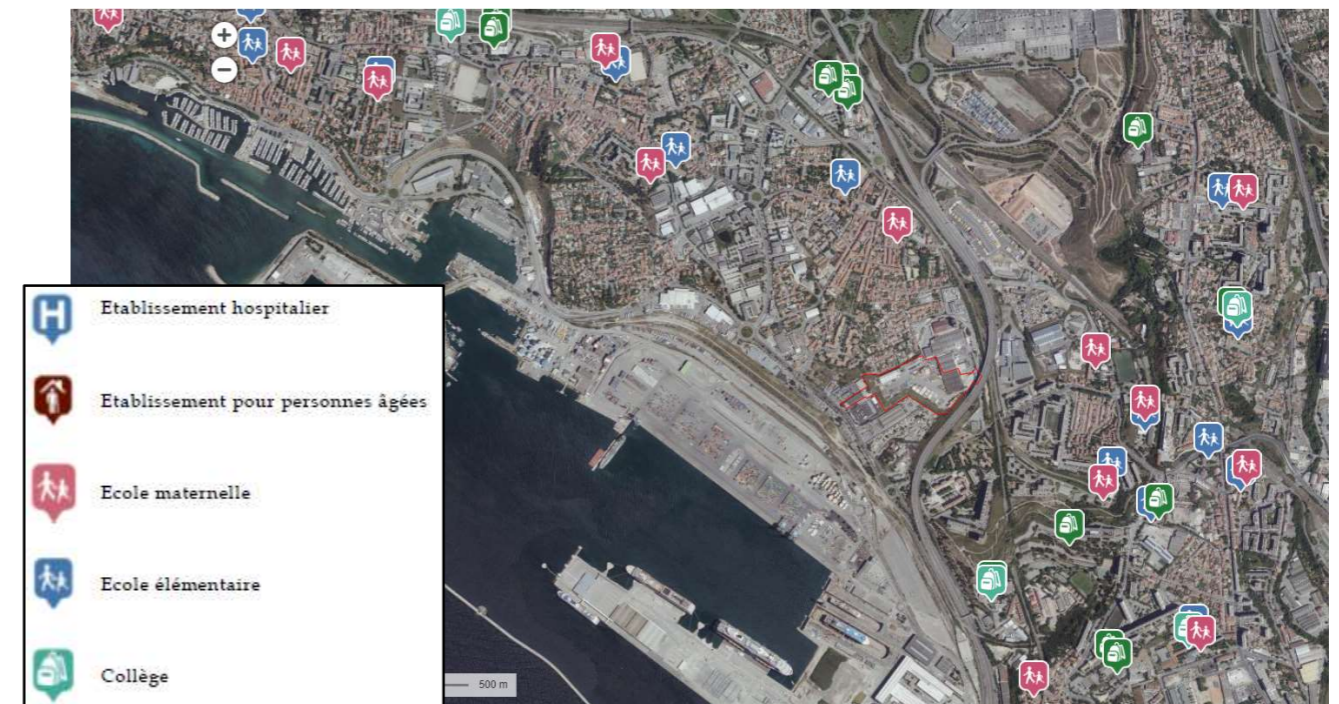 Etablissement hospitalier
Etablissement pour personnes âgées
Ecole maternelle
Ecole élémentaire
Collège
500 m